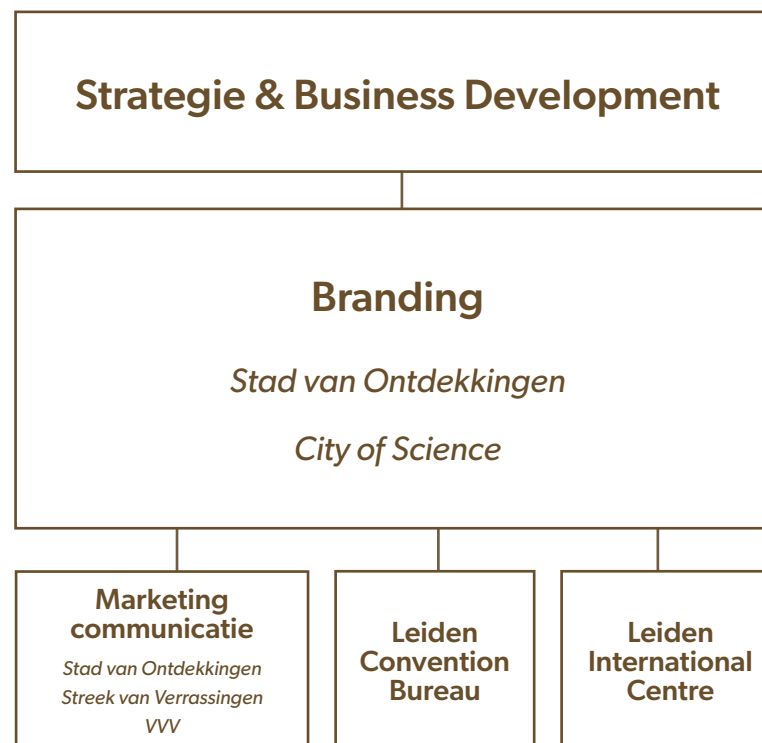 Strategie & Business Development
Branding
Stad van Ontdekkingen
City of Science
Marketing
communicatie
Stad van Ontdekkingen
Streek van Verrassingen
VVV
Leiden
Convention
Bureau
Leiden
International
Centre